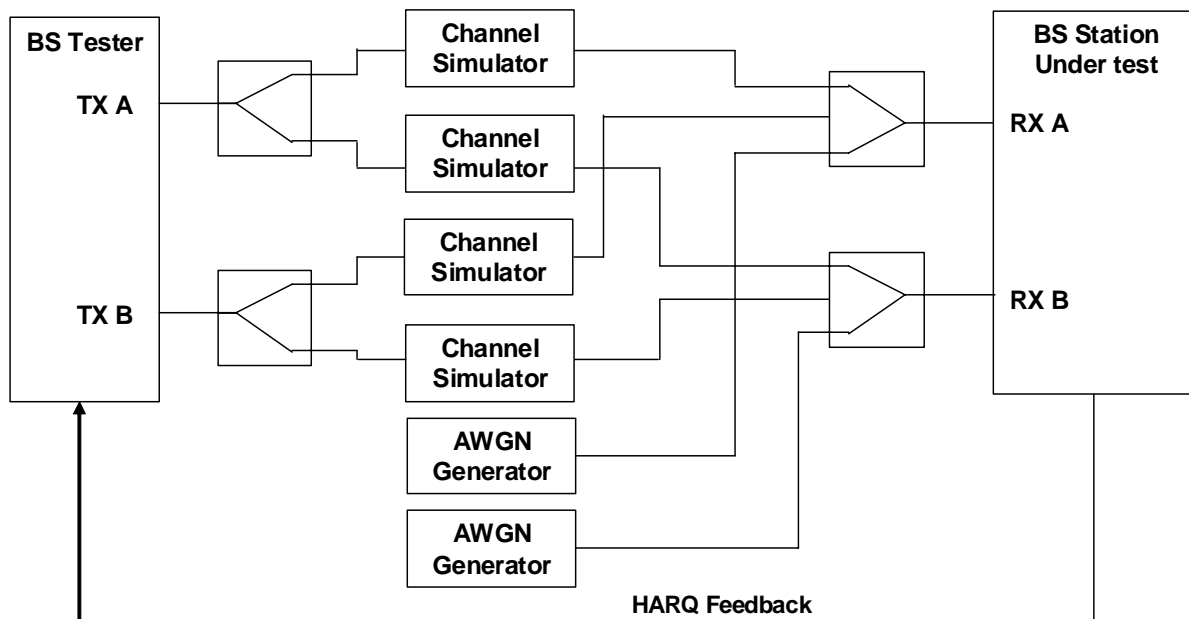 BS Tester
TX A
TX B
Channel
Simulator
Channel
Simulator
Channel
Simulator
Channel
Simulator
AWGN
Generator
AWGN
Generator
BS Station
Under test
RX A
RX B
HARQ Feedback